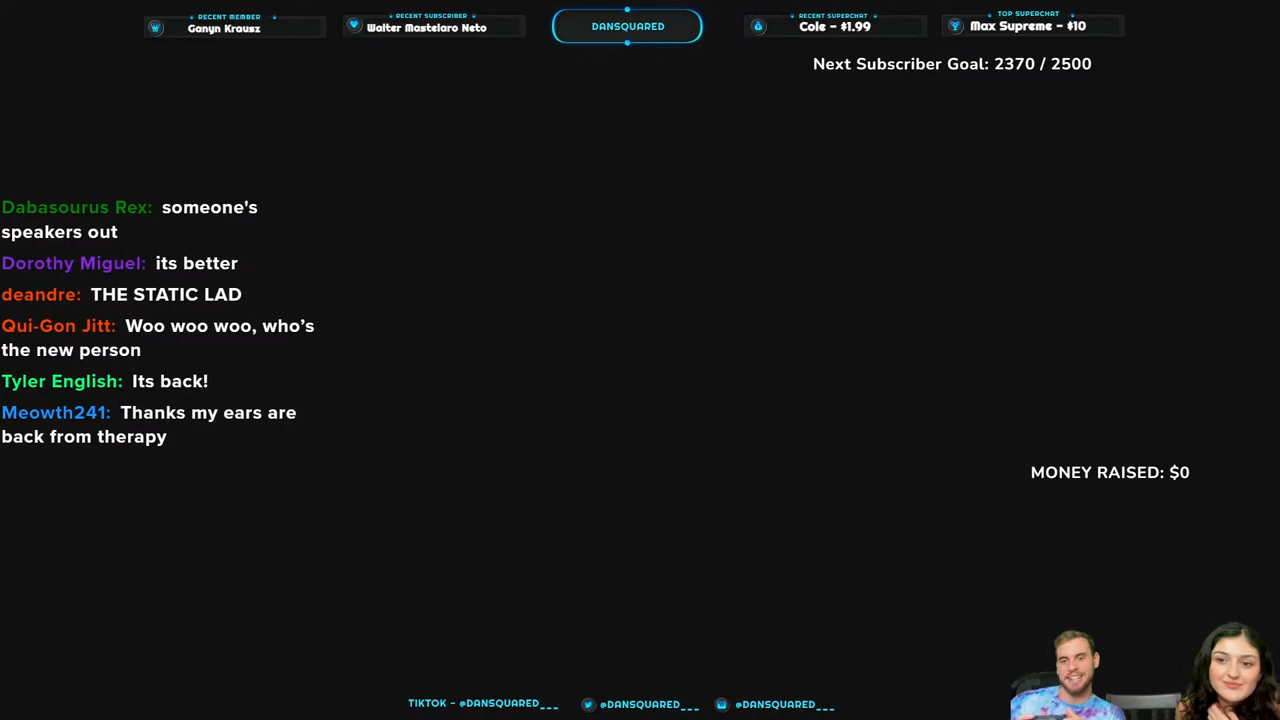 RECENT MEMBER
Ganyn Krausz
RECENT SUBSCRIBER
Walter Mastelaro Neto
DANSQUARED
RECENT SUPERCHAT
Cole - $1.99
TOP SUPERCHAT
Max Supreme - $10
Next Subscriber Goal: 2370 / 2500
Dabasourus Rex: someone's
speakers out
Dorothy Miguel: its better
deandre: THE STATIC LAD
Qui-Gon Jitt: Woo woo woo, who’s
the new person
Tyler English: Its back!
Meowth241: Thanks my ears are
back from therapy
MONEY RAISED: $0
TIKTOK - @DANSQUARED___
@DANSQUARED___
@DANSQUARED___